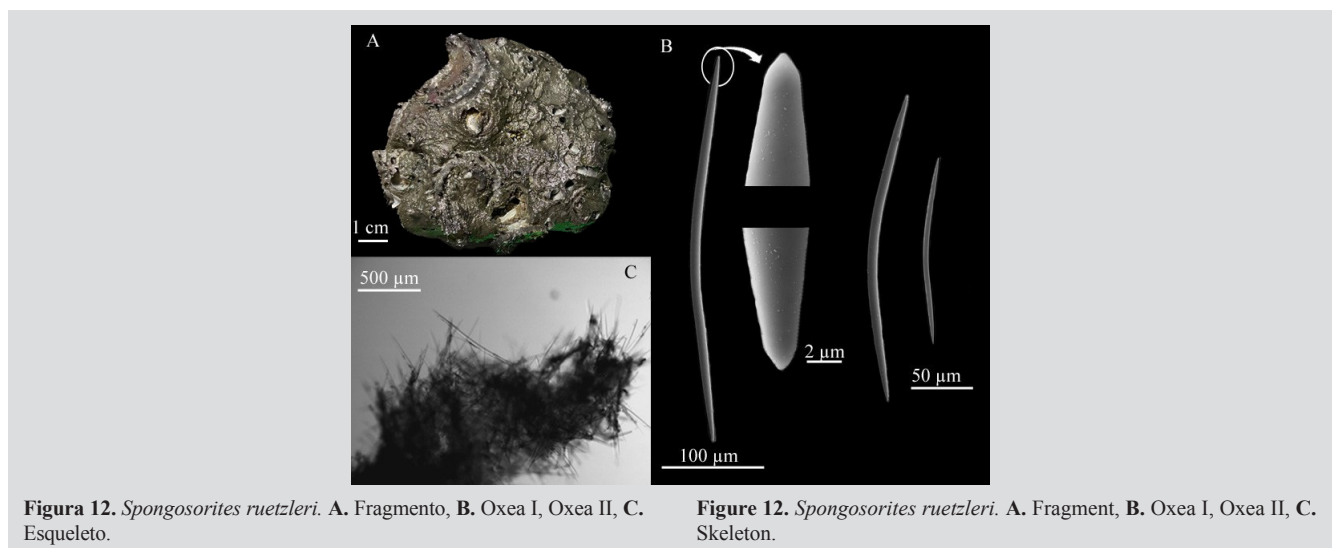 A
B
1 cm
500 µm
C
2 µm
50 µm
100 µm
Figura 12. Spongosorites ruetzleri. A. Fragmento, B. Oxea I, Oxea II, C.
Esqueleto.
Figure 12. Spongosorites ruetzleri. A. Fragment, B. Oxea I, Oxea II, C.
Skeleton.